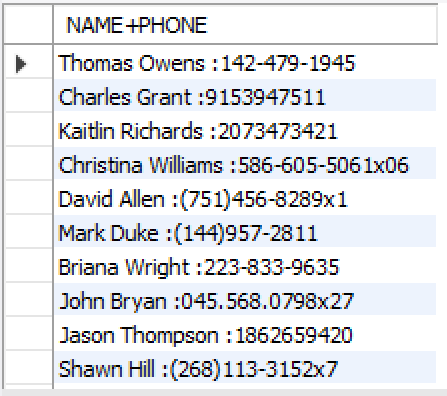 NAME+PHONE
Thomas Owens :142-479-1945
Charles Grant :9153947511
Kaitlin Richards :2073473421
Christina Williams :586-605-5061x06
David Allen :(751)456-8289x1
Mark Duke :(144)957-2811
Briana Wright :223-833-9635
John Bryan :045.568.0798x27
Jason Thompson :1862659420
Shawn Hill :(268)113-3152x7